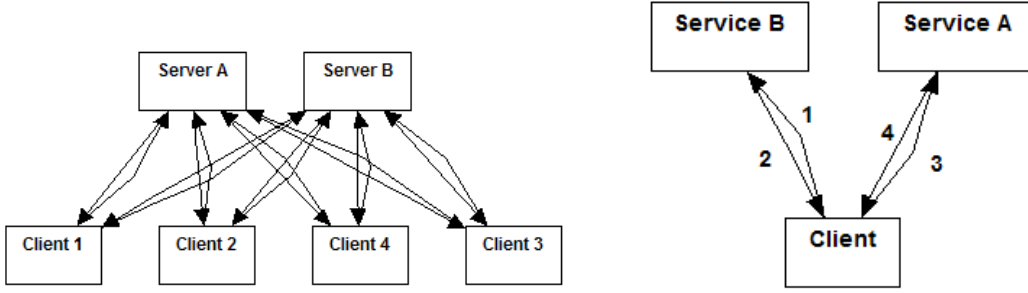 Server A
Server B
Client 1
Client 2
Client 4
Client 3
Service B
Service A
1
2
4
3
Client